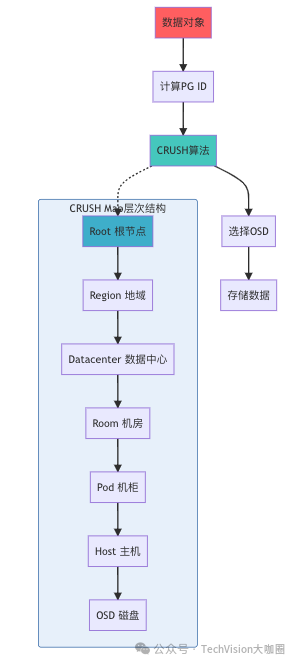 数据对象
计算PG ID
CRUSH算法
CRUSH Map层次结构
Root 根节点
选择OSD
Region 地域
存储数据
Datacenter 数据中心
Room 机房
Pod 机柜
Host 主机
OSD 磁盘
公众号 · TechVision大咖圈